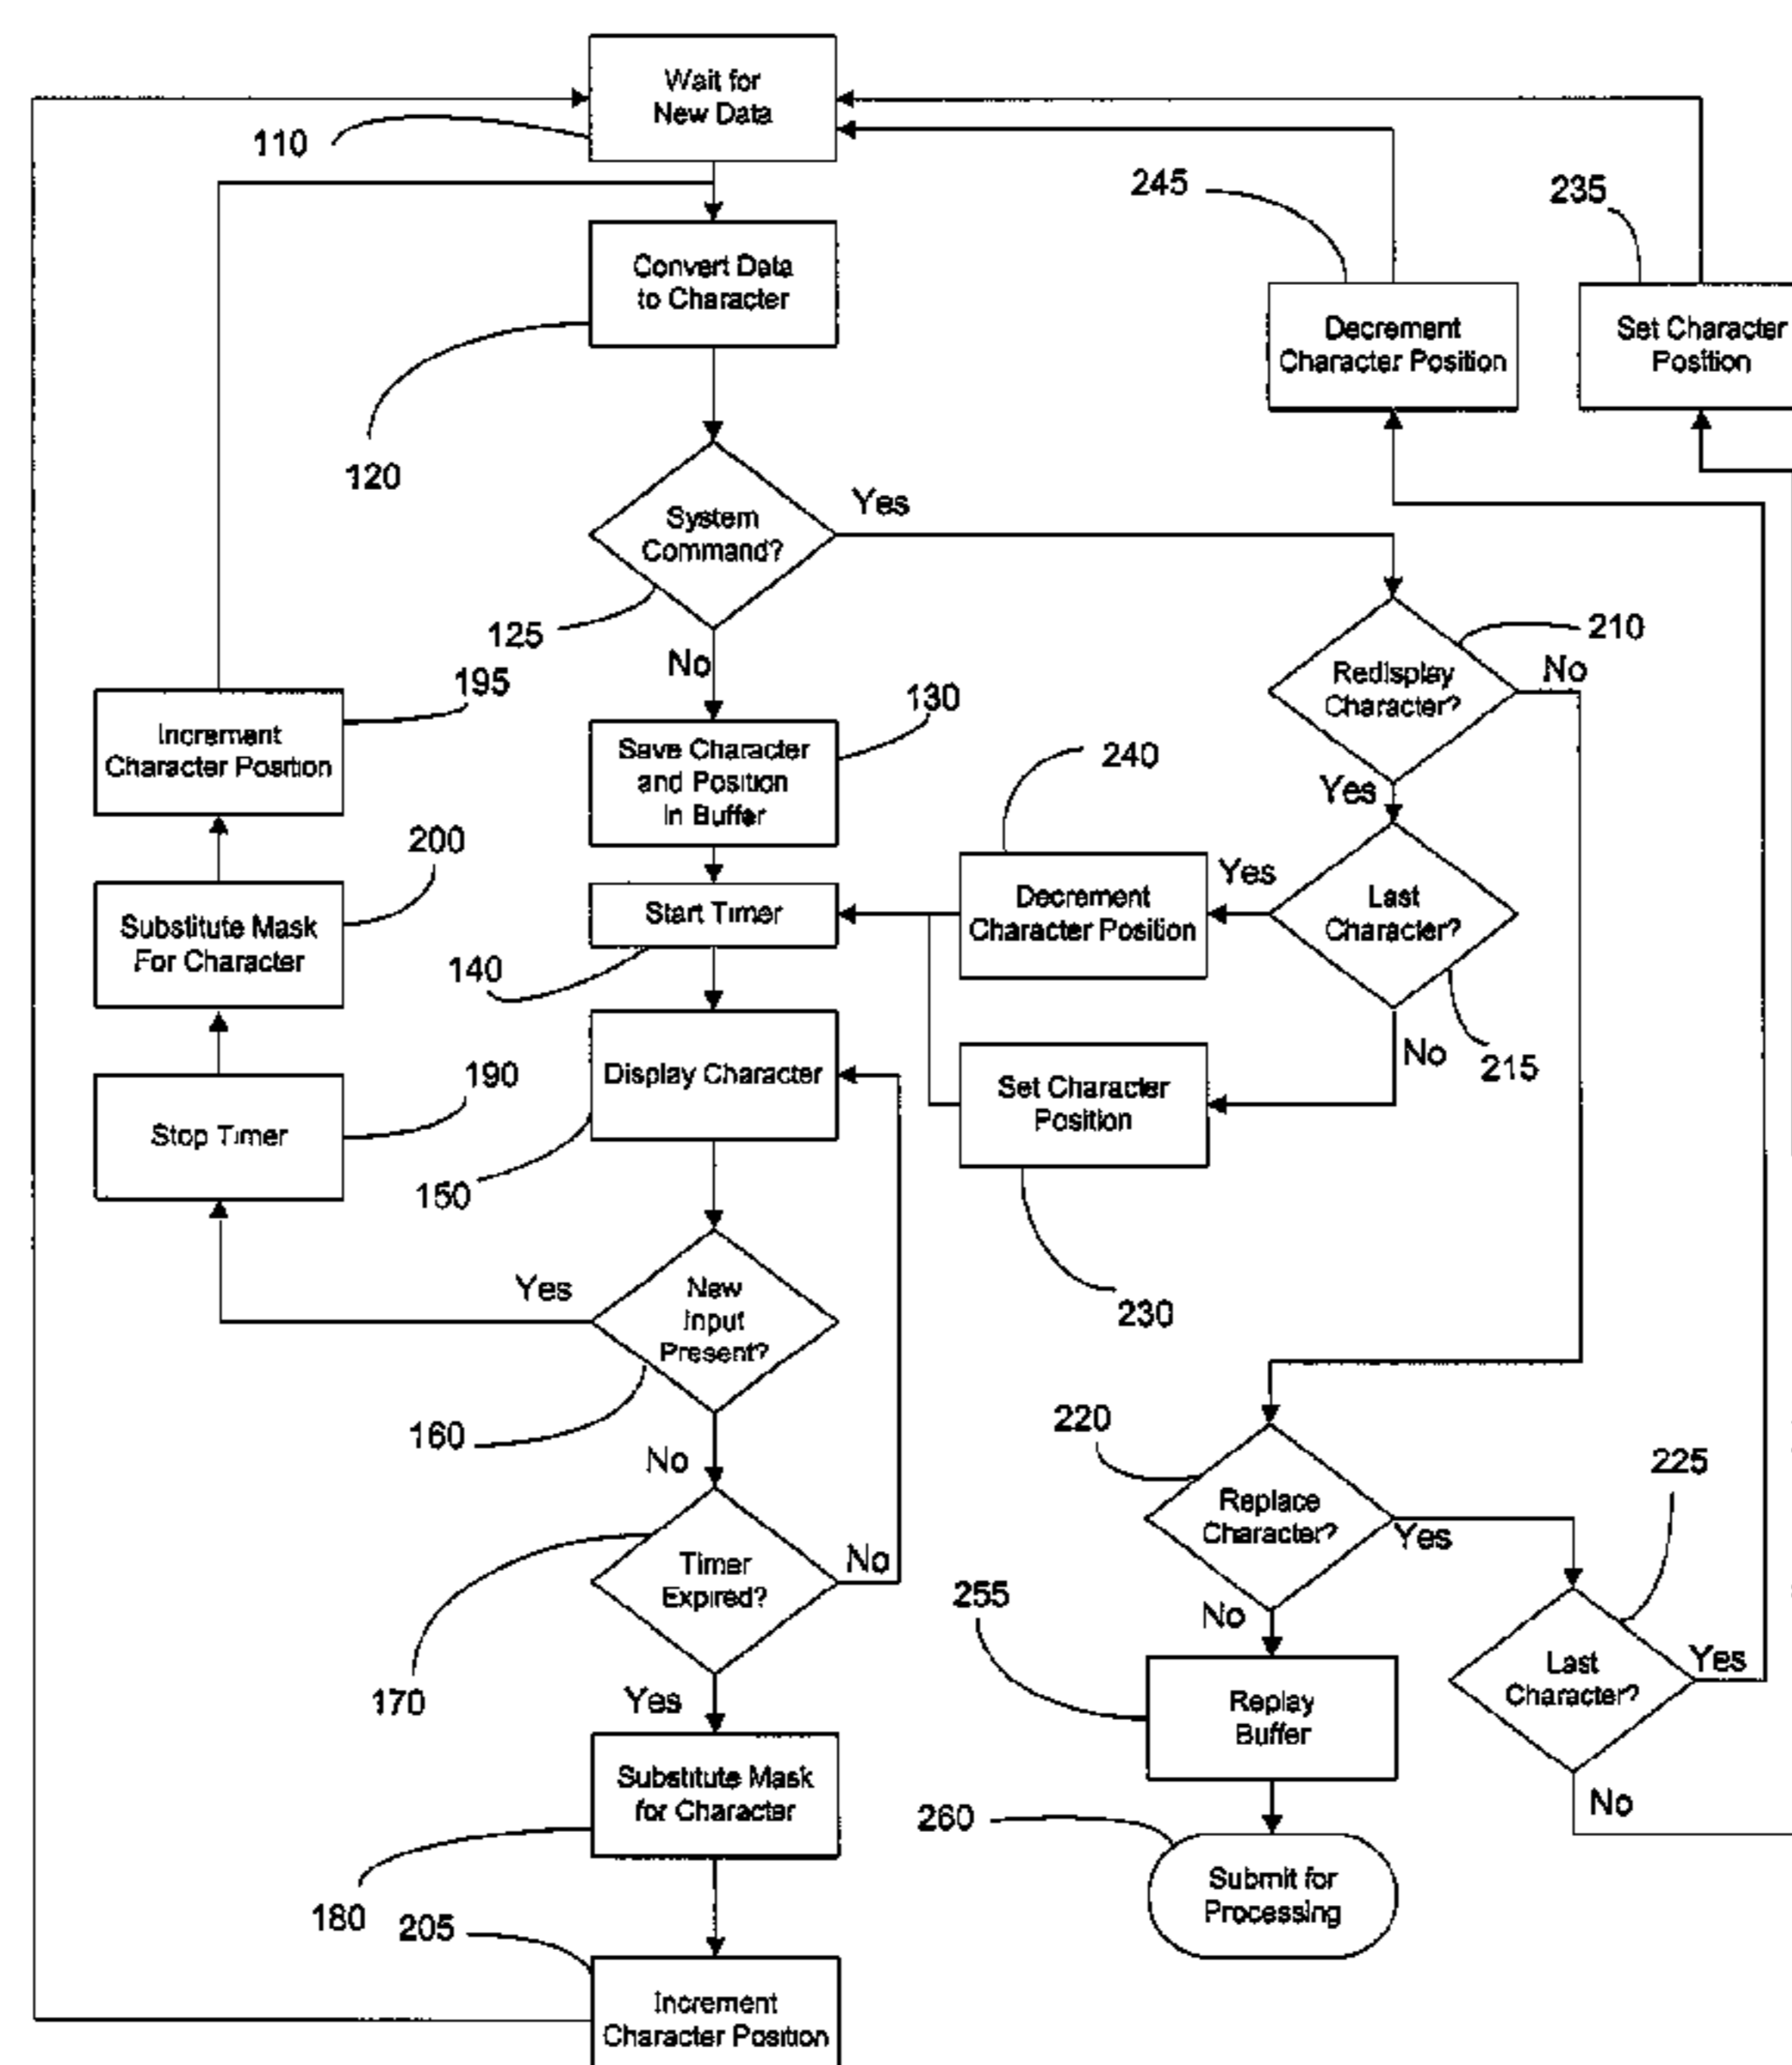 Wait for
New Data
110
245
235
Convert Data
to Character
120
Decrement
Character Position
Set Character
Position
System
Command?
Yes
125
No
210
Redisplay
Character?
No
195
Increment
Character Position
130
Save Character
and Position
in Buffer
240
Yes
200
Substitute Mask
For Character
Start Timer
140
Decrement
Character Position
Yes
Last
Character?
215
No
190
Stop Timer
Display Character
150
Set Character
Position
230
Yes
New
Input
Present?
160
No
220
Replace
Character?
Yes
225
Timer
Expired?
No
170
Yes
255
No
Replay
Buffer
Last
Character?
Yes
No
Substitute Mask
for Character
180
260
Submit for
Processing
205
Increment
Character Position